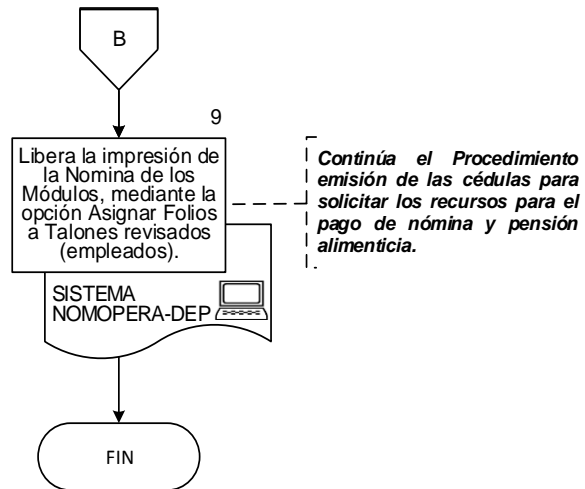 B
9
Libera la impresión de
la Nomina de los
Módulos, mediante la
opción Asignar Folios
a Talones revisados
(empleados).
Continúa el Procedimiento
emisión de las cédulas para
solicitar los recursos para el
pago de nómina y pensión
alimenticia.
SISTEMA
NOMOPERA-DEP
FIN